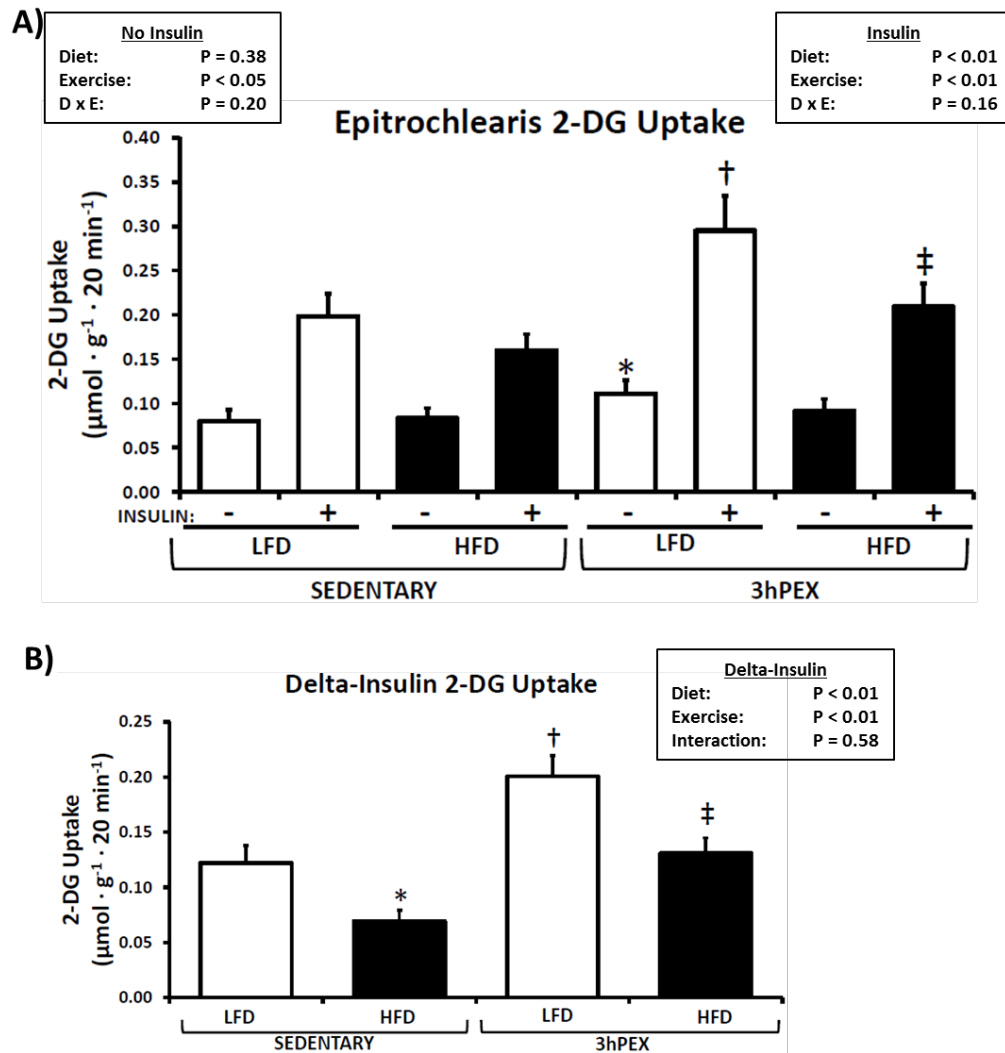 A)
No Insulin
Diet: P = 0.38
Exercise: P < 0.05
D x E: P = 0.20
Insulin
Diet: P < 0.01
Exercise: P < 0.01
D x E: P = 0.16
Epitrochlearis 2-DG Uptake
2-DG Uptake
(µmol · g⁻¹ · 20 min⁻¹)
0.40
0.35
0.30
0.25
0.20
0.15
0.10
0.05
0.00
* † ‡
INSULIN: - + - + - + - +
LFD HFD LFD HFD
SEDENTARY 3hPEX
B)
Delta-Insulin 2-DG Uptake
Delta-Insulin
Diet: P < 0.01
Exercise: P < 0.01
Interaction: P = 0.58
2-DG Uptake
(µmol · g⁻¹ · 20 min⁻¹)
0.25
0.20
0.15
0.10
0.05
0.00
* † ‡
LFD HFD LFD HFD
SEDENTARY 3hPEX